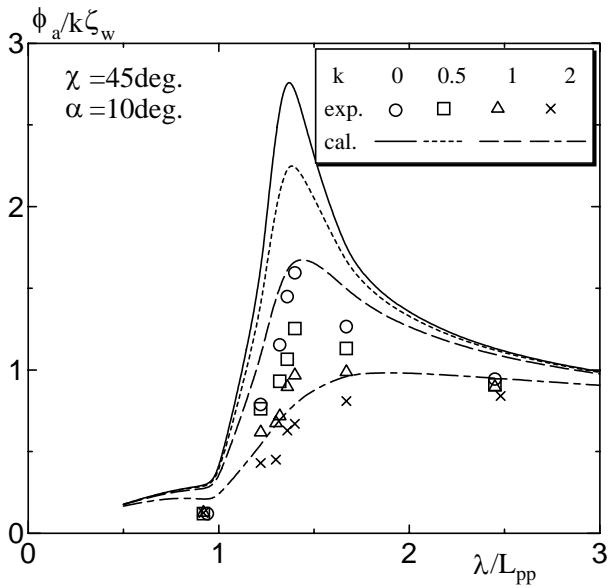 ϕa/kζw
3
χ =45deg.
α =10deg.
k 0 0.5 1 2
exp.
cal.
2
1
0
0 1 2 3
λ/Lpp